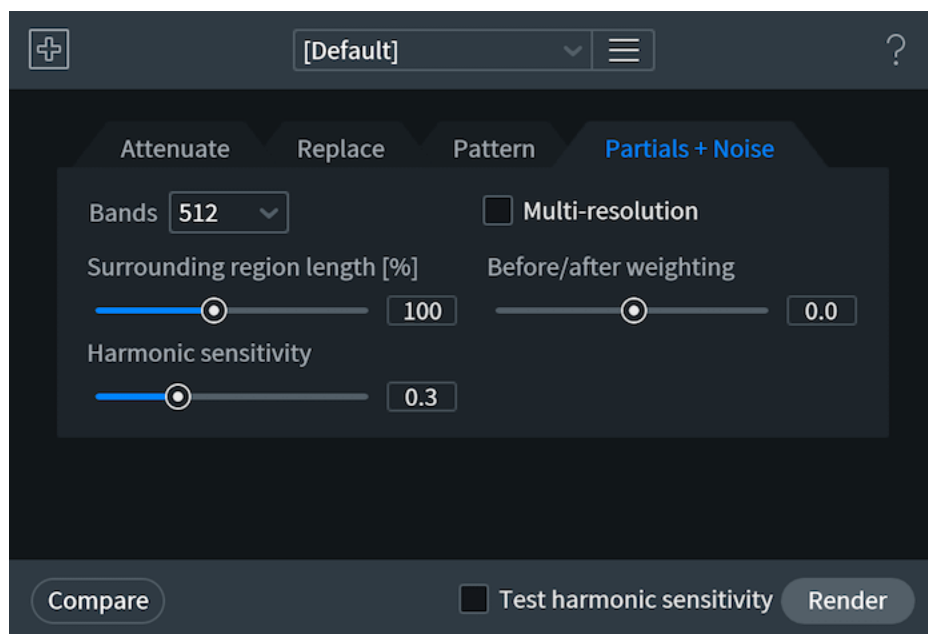 [Default]
?
Attenuate Replace Pattern Partials + Noise
Bands 512 Multi-resolution
Surrounding region length [%] Before/after weighting
100 0.0
Harmonic sensitivity
0.3
Compare Test harmonic sensitivity Render